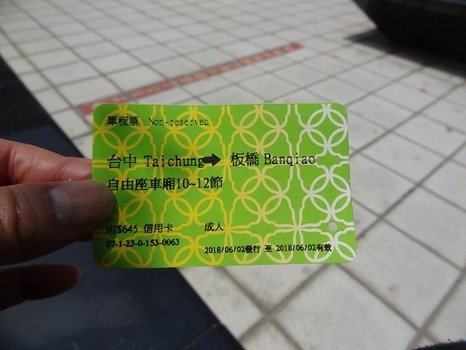 單程票 Non-reserved
台中 Taichung➡ 板橋 Banqiao
自由座車廂10~12節
NT$645 信用卡 成人
07-1-23-0-153-0063
2018/06/02發行 至 2018/06/02有效